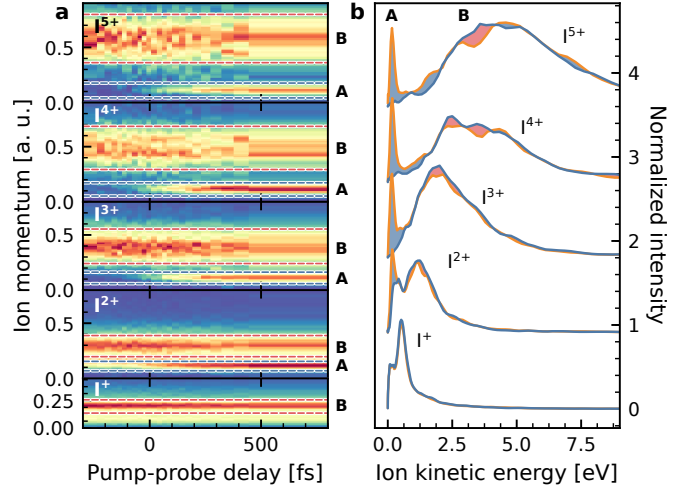 a
b
I5+
B
A
I4+
B
A
I3+
B
A
I2+
B
A
I+
B
0.5
0.0
0.5
0.0
0.5
0.0
0.5
0.0
0.25
0.00
0
500
Ion momentum [a. u.]
Pump-probe delay [fs]
A
B
I5+
I4+
I3+
I2+
I+
4
3
2
1
0
Normalized intensity
0.0
2.5
5.0
7.5
Ion kinetic energy [eV]